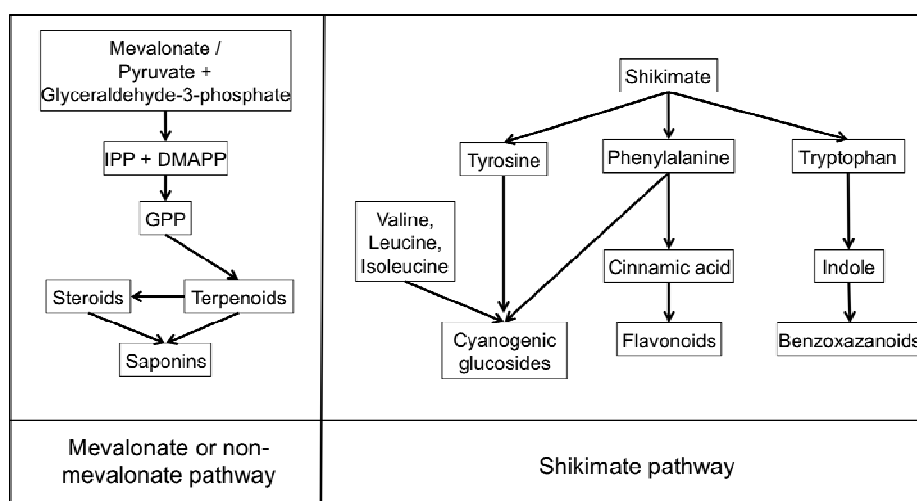 Mevalonate /
Pyruvate +
Glyceraldehyde-3-phosphate
IPP + DMAPP
GPP
Steroids
Terpenoids
Saponins
Mevalonate or non-
mevalonate pathway
Shikimate
Tyrosine
Phenylalanine
Tryptophan
Valine,
Leucine,
Isoleucine
Cinnamic acid
Indole
Cyanogenic
glucosides
Flavonoids
Benzoxazanoids
Shikimate pathway